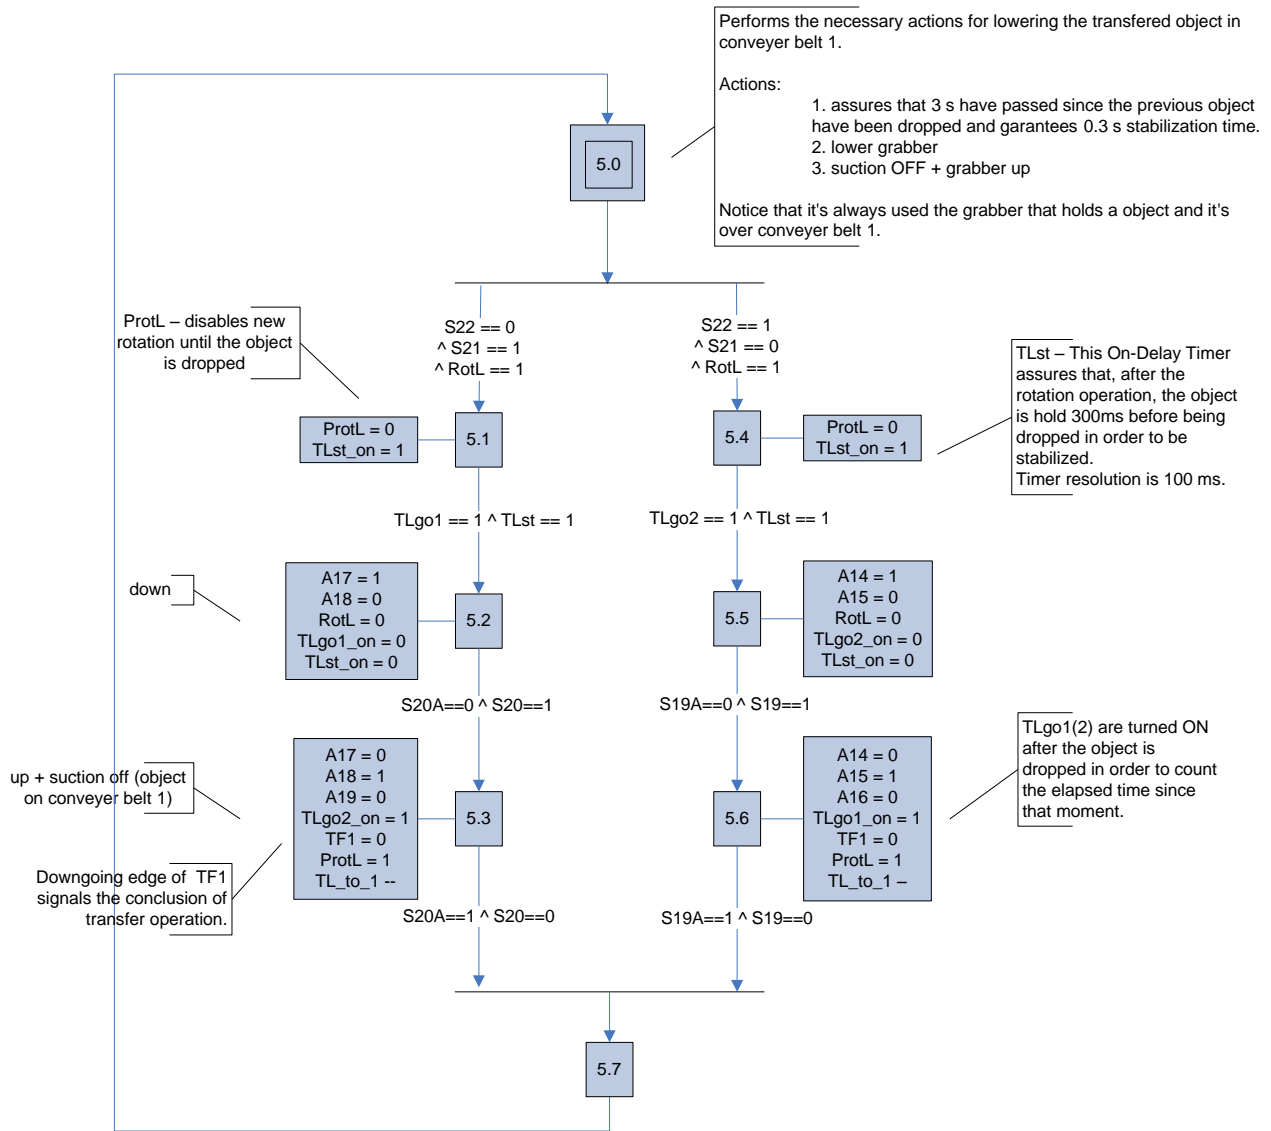 Performs the necessary actions for lowering the transfered object in
conveyer belt 1.
Actions:
1. assures that 3 s have passed since the previous object
have been dropped and garantees 0.3 s stabilization time.
2. lower grabber
3. suction OFF + grabber up
Notice that it's always used the grabber that holds a object and it's
over conveyer belt 1.
5.0
S22 == 0
^ S21 == 1
^ RotL == 1
S22 == 1
^ S21 == 0
^ RotL == 1
ProtL – disables new
rotation until the object
is dropped
TLst – This On-Delay Timer
assures that, after the
rotation operation, the object
is hold 300ms before being
dropped in order to be
stabilized.
Timer resolution is 100 ms.
ProtL = 0
TLst_on = 1
5.1
5.4
ProtL = 0
TLst_on = 1
TLgo1 == 1 ^ TLst == 1
TLgo2 == 1 ^ TLst == 1
down
A17 = 1
A18 = 0
RotL = 0
TLgo1_on = 0
TLst_on = 0
5.2
5.5
A14 = 1
A15 = 0
RotL = 0
TLgo2_on = 0
TLst_on = 0
S20A==0 ^ S20==1
S19A==0 ^ S19==1
up + suction off (object
on conveyer belt 1)
Downgoing edge of TF1
signals the conclusion of
transfer operation.
A17 = 0
A18 = 1
A19 = 0
TLgo2_on = 1
TF1 = 0
ProtL = 1
TL_to_1 --
5.3
5.6
A14 = 0
A15 = 1
A16 = 0
TLgo1_on = 1
TF1 = 0
ProtL = 1
TL_to_1 –
TLgo1(2) are turned ON
after the object is
dropped in order to count
the elapsed time since
that moment.
S20A==1 ^ S20==0
S19A==1 ^ S19==0
5.7